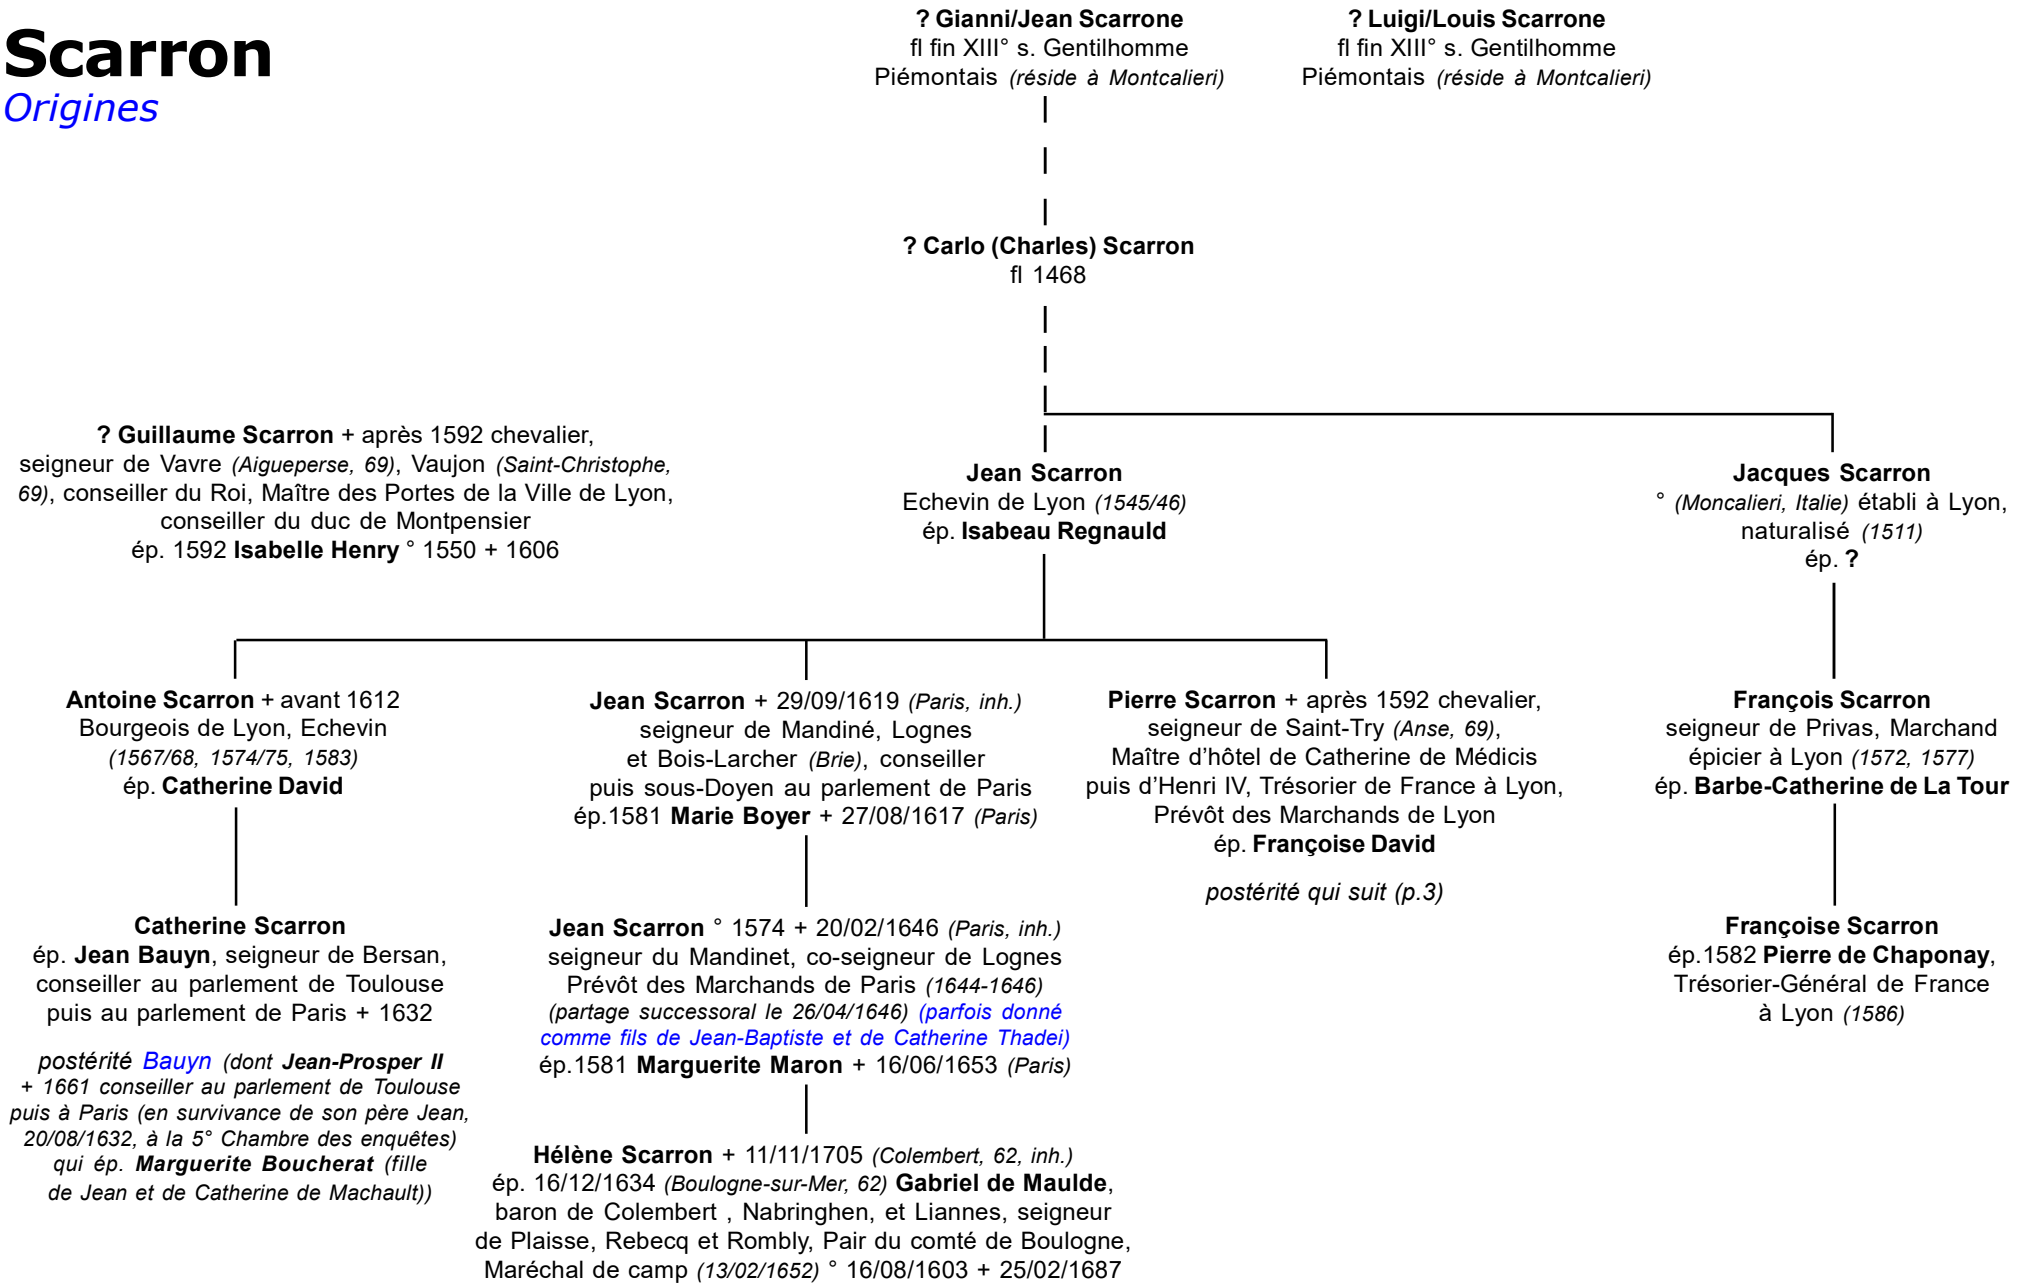 Scarron
Origines
? Gianni/Jean Scarrone
fl fin XIII° s. Gentilhomme
Piémontais (réside à Montcalieri)
? Luigi/Louis Scarrone
fl fin XIII° s. Gentilhomme
Piémontais (réside à Montcalieri)
? Carlo (Charles) Scarron
fl 1468
? Guillaume Scarron + après 1592 chevalier,
seigneur de Vavre (Aigueperse, 69), Vaujon (Saint-Christophe,
69), conseiller du Roi, Maître des Portes de la Ville de Lyon,
conseiller du duc de Montpensier
ép. 1592 Isabelle Henry ° 1550 + 1606
Jean Scarron
Echevin de Lyon (1545/46)
ép. Isabeau Regnauld
Jacques Scarron
° (Moncalieri, Italie) établi à Lyon,
naturalisé (1511)
ép. ?
Antoine Scarron + avant 1612
Bourgeois de Lyon, Echevin
(1567/68, 1574/75, 1583)
ép. Catherine David
Jean Scarron + 29/09/1619 (Paris, inh.)
seigneur de Mandiné, Lognes
et Bois-Larcher (Brie), conseiller
puis sous-Doyen au parlement de Paris
ép.1581 Marie Boyer + 27/08/1617 (Paris)
Pierre Scarron + après 1592 chevalier,
seigneur de Saint-Try (Anse, 69),
Maître d'hôtel de Catherine de Médicis
puis d'Henri IV, Trésorier de France à Lyon,
Prévôt des Marchands de Lyon
ép. Françoise David
postérité qui suit (p.3)
François Scarron
seigneur de Privas, Marchand
épicier à Lyon (1572, 1577)
ép. Barbe-Catherine de La Tour
Catherine Scarron
ép. Jean Bauyn, seigneur de Bersan,
conseiller au parlement de Toulouse
puis au parlement de Paris + 1632
postérité Bauyn (dont Jean-Prosper II
+ 1661 conseiller au parlement de Toulouse
puis à Paris (en survivance de son père Jean,
20/08/1632, à la 5° Chambre des enquêtes)
qui ép. Marguerite Boucherat (fille
de Jean et de Catherine de Machault))
Jean Scarron ° 1574 + 20/02/1646 (Paris, inh.)
seigneur du Mandinet, co-seigneur de Lognes
Prévôt des Marchands de Paris (1644-1646)
(partage successoral le 26/04/1646) (parfois donné
comme fils de Jean-Baptiste et de Catherine Thadei)
ép.1581 Marguerite Maron + 16/06/1653 (Paris)
Françoise Scarron
ép.1582 Pierre de Chaponay,
Trésorier-Général de France
à Lyon (1586)
Hélène Scarron + 11/11/1705 (Colembert, 62, inh.)
ép. 16/12/1634 (Boulogne-sur-Mer, 62) Gabriel de Maulde,
baron de Colembert , Nabringhen, et Liannes, seigneur
de Plaisse, Rebecq et Rombly, Pair du comté de Boulogne,
Maréchal de camp (13/02/1652) ° 16/08/1603 + 25/02/1687